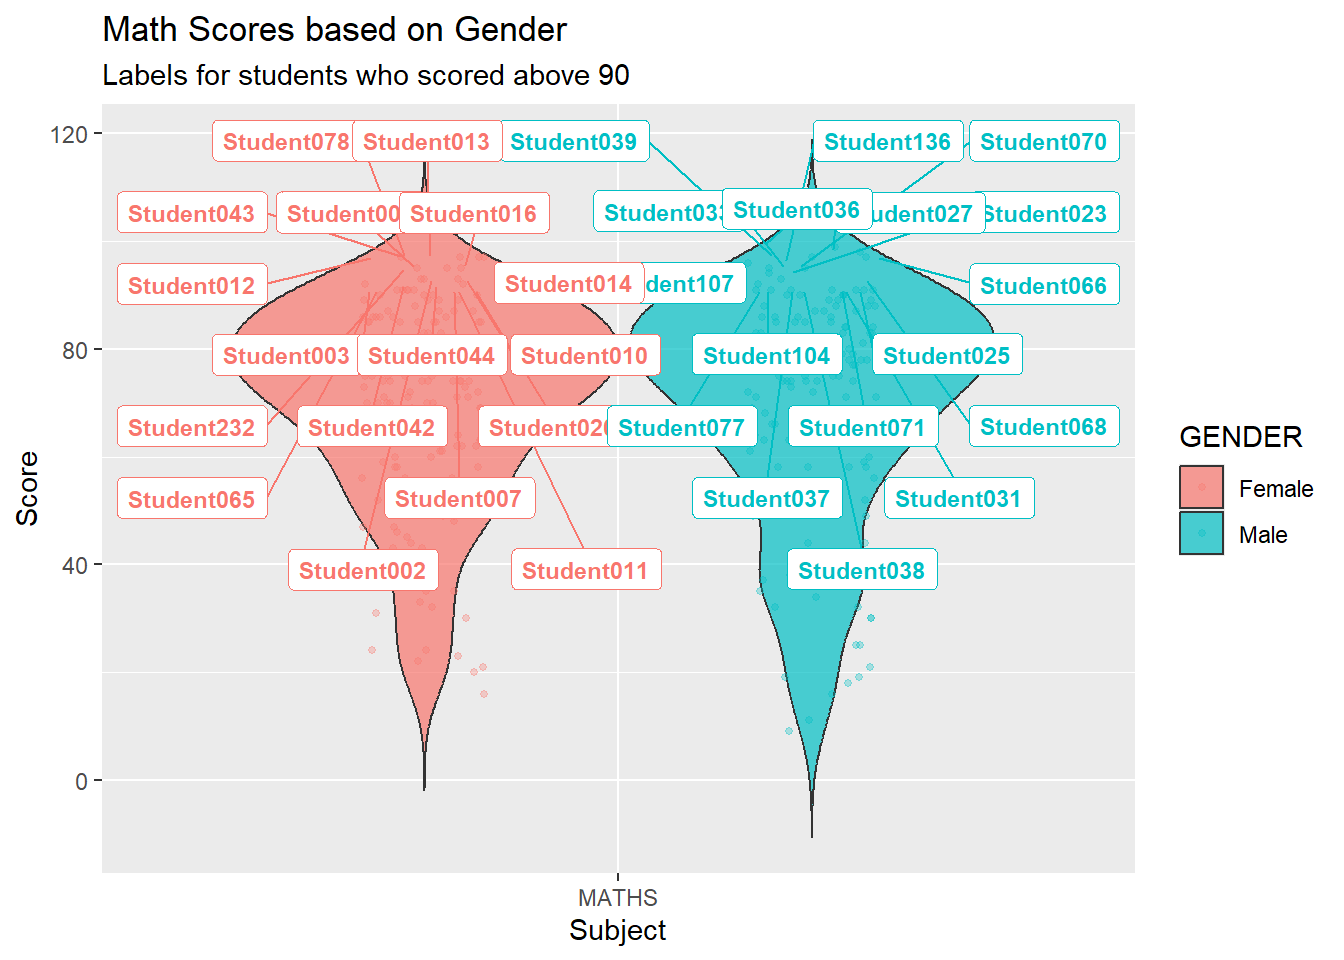 Math Scores based on Gender
Labels for students who scored above 90
120
80
40
0
Score
Student078
Student013
Student039
Student136
Student070
Student043
Student016
Student036
Student012
Student014
Student066
Student003
Student044
Student010
Student104
Student025
Student232
Student042
Student077
Student071
Student068
Student065
Student007
Student037
Student031
Student002
Student011
Student038
MATHS
Subject
GENDER
Female
Male